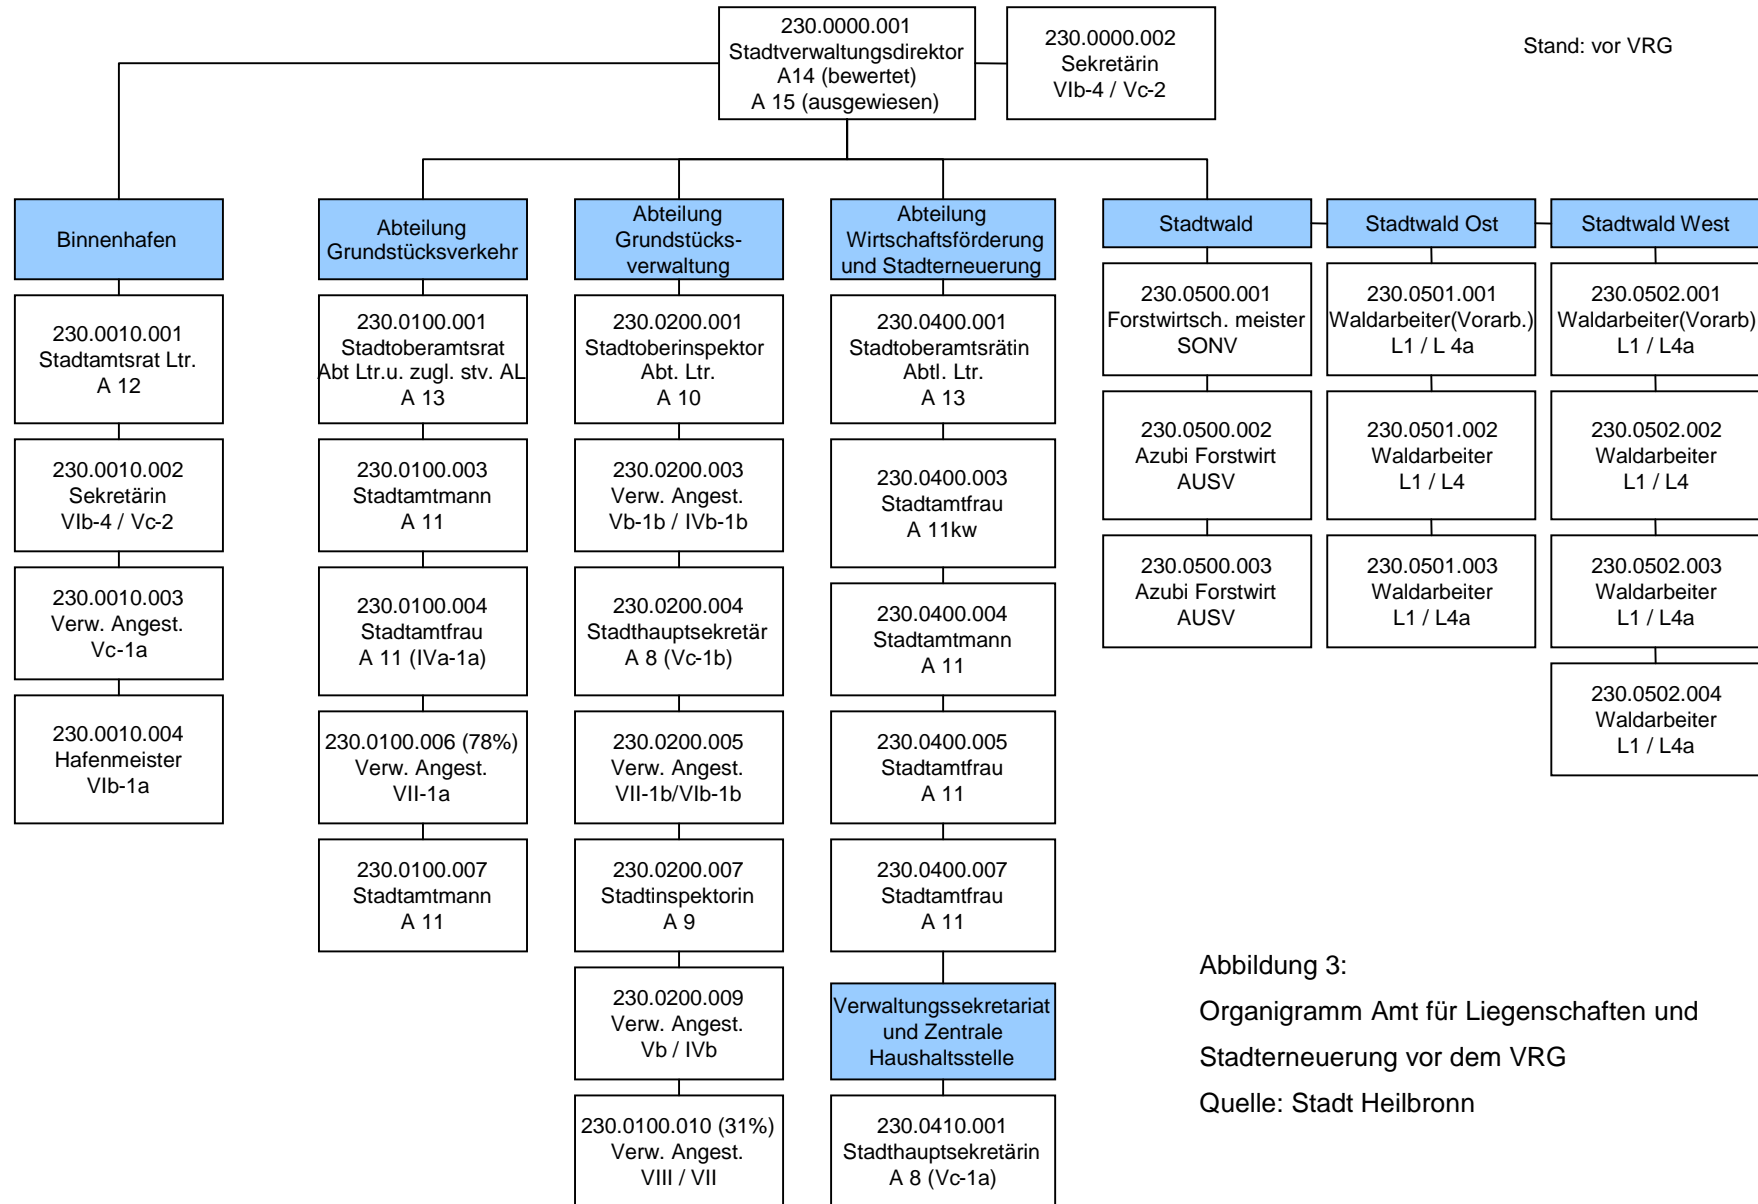 230.0000.001
Stadtverwaltungsdirektor
A14 (bewertet)
A 15 (ausgewiesen)
230.0000.002
Sekretärin
VIb-4 / Vc-2
Stand: vor VRG
Binnenhafen
230.0010.001
Stadtamtsrat Ltr.
A 12
230.0010.002
Sekretärin
VIb-4 / Vc-2
230.0010.003
Verw. Angest.
Vc-1a
230.0010.004
Hafenmeister
VIb-1a
Abteilung
Grundstücksverkehr
230.0100.001
Stadtoberamtsrat
Abt Ltr.u. zugl. stv. AL
A 13
230.0100.003
Stadtamtmann
A 11
230.0100.004
Stadtamtfrau
A 11 (IVa-1a)
230.0100.006 (78%)
Verw. Angest.
VII-1a
230.0100.007
Stadtamtmann
A 11
Abteilung
Grundstücks-
verwaltung
230.0200.001
Stadtoberinspektor
Abt. Ltr.
A 10
230.0200.003
Verw. Angest.
Vb-1b / IVb-1b
230.0200.004
Stadthauptsekretär
A 8 (Vc-1b)
230.0200.005
Verw. Angest.
VII-1b/VIb-1b
230.0200.007
Stadtinspektorin
A 9
230.0200.009
Verw. Angest.
Vb / IVb
230.0100.010 (31%)
Verw. Angest.
VIII / VII
Abteilung
Wirtschaftsförderung
und Stadterneuerung
230.0400.001
Stadtoberamtsrätin
Abtl. Ltr.
A 13
230.0400.003
Stadtamtfrau
A 11kw
230.0400.004
Stadtamtmann
A 11
230.0400.005
Stadtamtfrau
A 11
230.0400.007
Stadtamtfrau
A 11
Verwaltungssekretariat
und Zentrale
Haushaltsstelle
230.0410.001
Stadthauptsekretärin
A 8 (Vc-1a)
Stadtwald
230.0500.001
Forstwirtsch. meister
SONV
230.0500.002
Azubi Forstwirt
AUSV
230.0500.003
Azubi Forstwirt
AUSV
Stadtwald Ost
230.0501.001
Waldarbeiter(Vorarb.)
L1 / L 4a
230.0501.002
Waldarbeiter
L1 / L4
230.0501.003
Waldarbeiter
L1 / L4a
Stadtwald West
230.0502.001
Waldarbeiter(Vorarb)
L1 / L4a
230.0502.002
Waldarbeiter
L1 / L4
230.0502.003
Waldarbeiter
L1 / L4a
230.0502.004
Waldarbeiter
L1 / L4a
Abbildung 3:
Organigramm Amt für Liegenschaften und
Stadterneuerung vor dem VRG
Quelle: Stadt Heilbronn